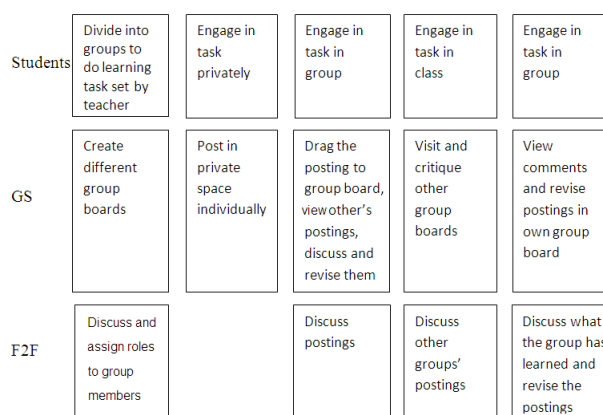 Students
Divide into
groups to
do learning
task set by
teacher
Engage in
task
privately
Engage in
task in
group
Engage in
task in
class
Engage in
task in
group
GS
Create
different
group
boards
Post in
private
space
individually
Drag the
posting to
group board,
view other's
postings,
discuss and
revise them
Visit and
critique
other
group
boards
View
comments
and revise
postings in
own group
board
F2F
Discuss and
assign roles
to group
members
Discuss
postings
Discuss
other
groups'
postings
Discuss what
the group has
learned and
revise the
postings